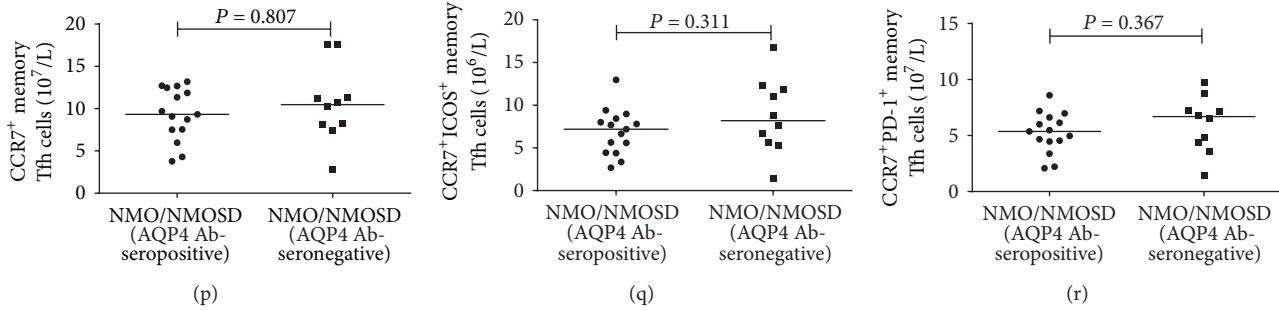 P = 0.807
CCR7+ memory
Tfh cells (10^7/L)
20
15
10
5
0
NMO/NMOSD
(AQP4 Ab-
seropositive)
NMO/NMOSD
(AQP4 Ab-
seronegative)
(p)
P = 0.311
CCR7+ICOS+ memory
Tfh cells (10^6/L)
20
15
10
5
0
NMO/NMOSD
(AQP4 Ab-
seropositive)
NMO/NMOSD
(AQP4 Ab-
seronegative)
(q)
P = 0.367
CCR7+PD-1+ memory
Tfh cells (10^7/L)
15
10
5
0
NMO/NMOSD
(AQP4 Ab-
seropositive)
NMO/NMOSD
(AQP4 Ab-
seronegative)
(r)